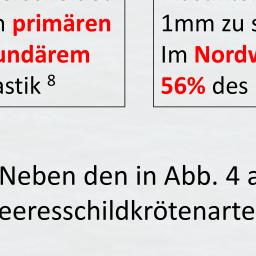 primären
1mm zu
undärem
Im Nordw
astik 8
56% des
Neben den in Abb. 4 a
eeresschildkrötenarte